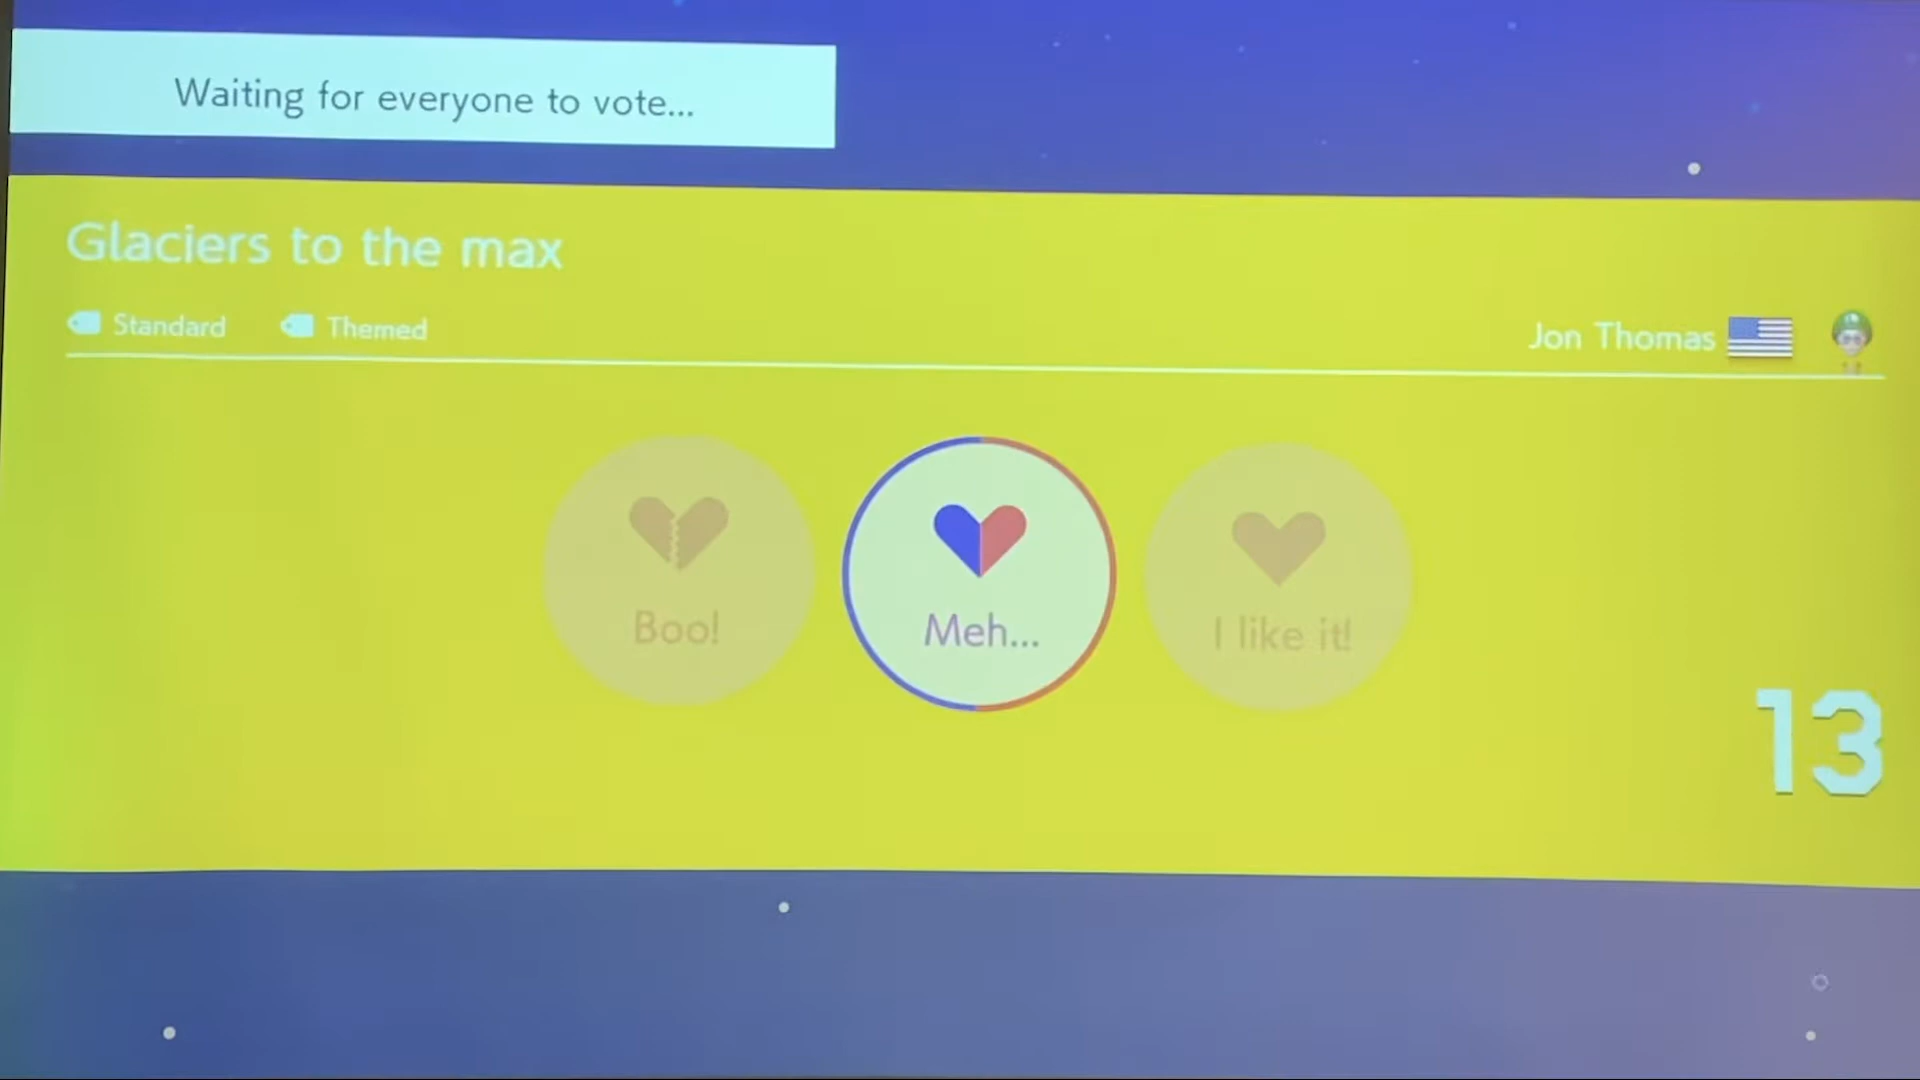 Waiting for everyone to vote...
Glaciers to the max
Standard Themed
Jon Thomas
Boo!
Meh...
I like it!
13